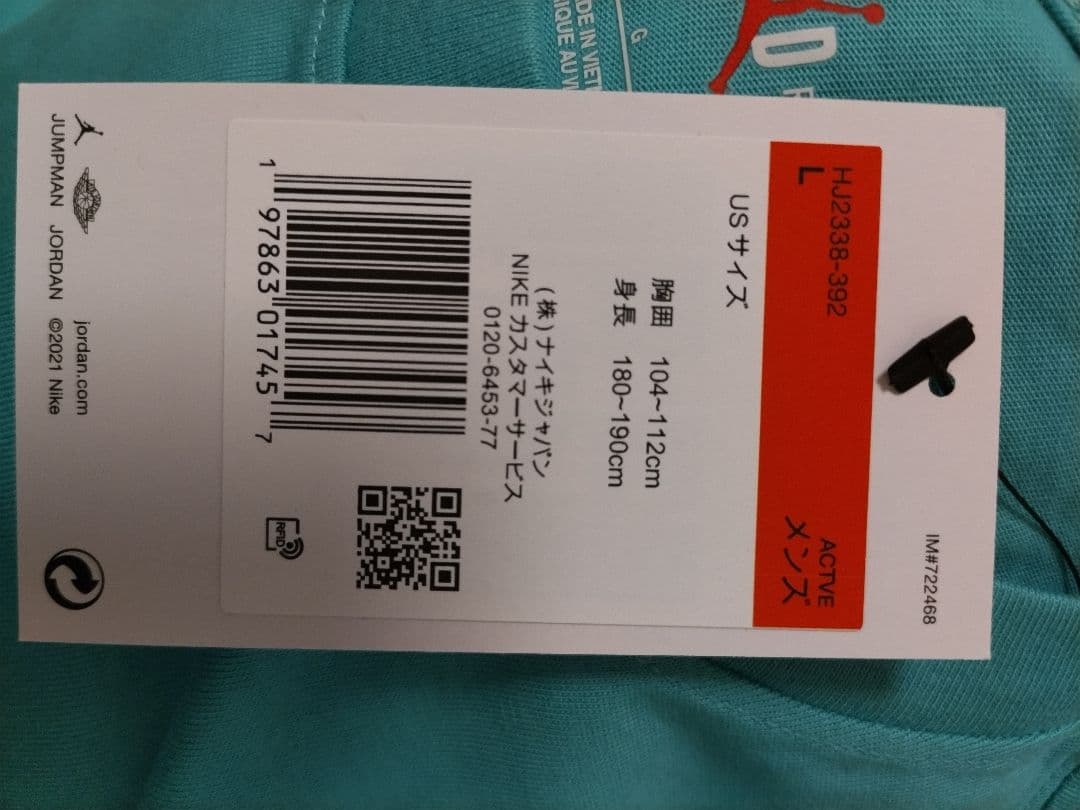 HJ2338-392
L
ACTVE
メンズ
USサイズ
胸囲 104~112cm
身長 180~190cm
(株)ナイキジャパン
NIKE カスタマーサービス
0120-6453-77
1 97863 01745 7
RFID
IM#722468
jordan.com
JUMPMAN JORDAN ©2021 Nike
G